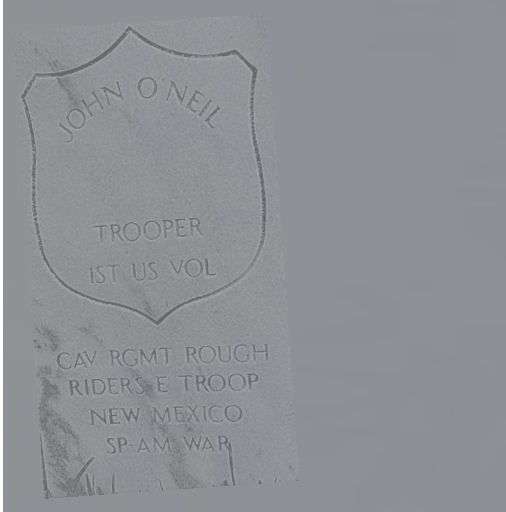 JOHN O'NEIL
TROOPER
1ST US VOL
CAV RGMT ROUGH
RIDERS E TROOP
NEW MEXICO
SP-AM WAR